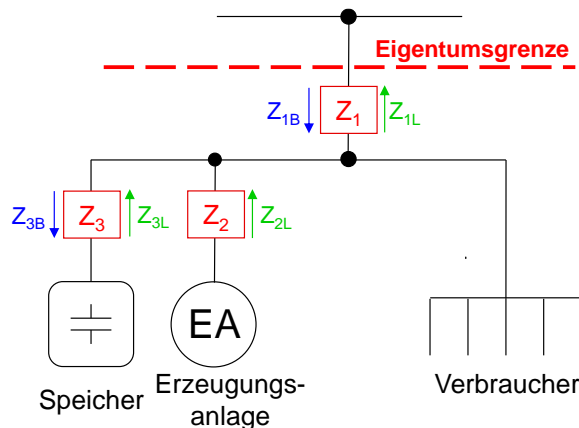 Eigentumsgrenze
Z1B Z1 Z1L
Z3B Z3 Z3L Z2 Z2L
EA
Speicher Erzeugungs-
anlage Verbraucher